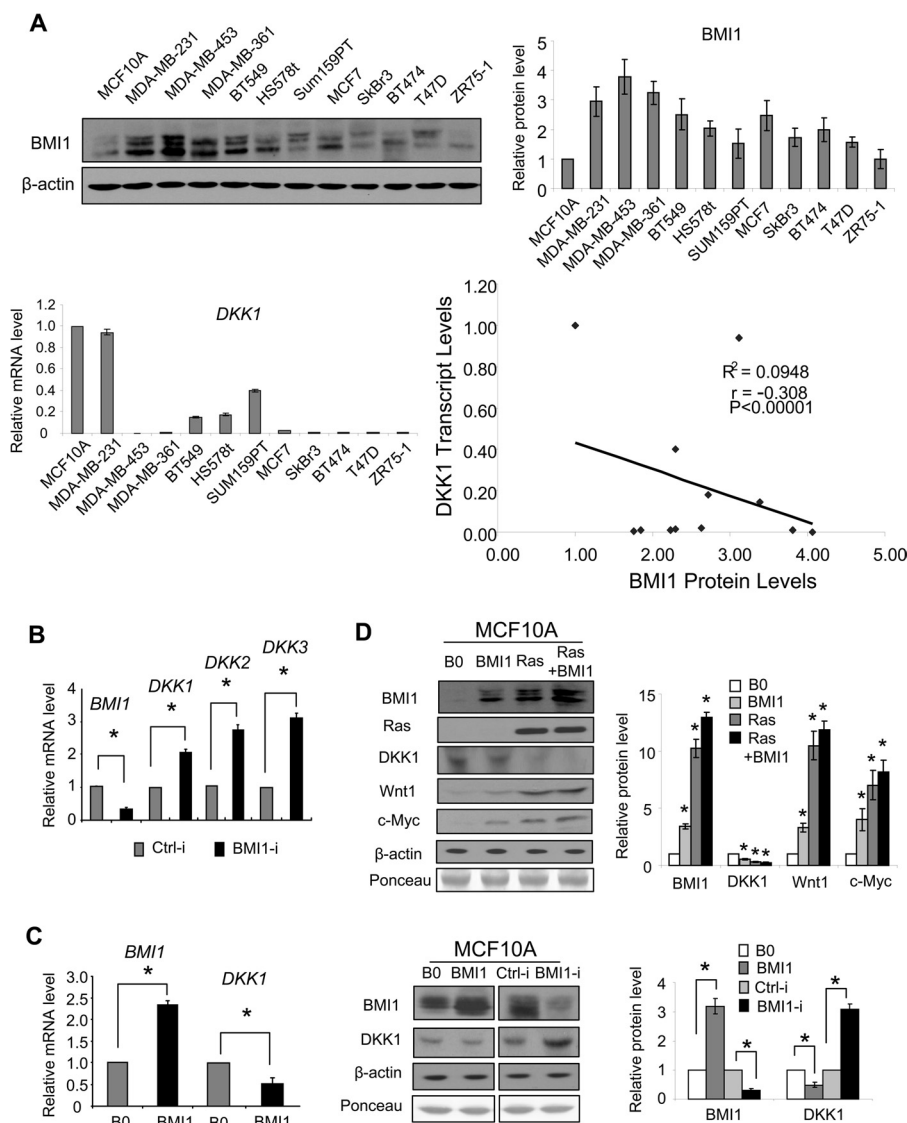 A
MCF10A
MDA-MB-231
MDA-MB-453
MDA-MB-361
BT549
HS578t
Sum159PT
MCF7
SkBr3
BT474
T47D
ZR75-1
BMI1
β-actin
BMI1
Relative protein level
5
4
3
2
1
0
MCF10A
MDA-MB-231
MDA-MB-453
MDA-MB-361
BT549
HS578t
SUM159PT
MCF7
SkBr3
BT474
T47D
ZR75-1
DKK1
Relative mRNA level
1.2
1.0
0.8
0.6
0.4
0.2
0
MCF10A
MDA-MB-231
MDA-MB-453
MDA-MB-361
BT549
HS578t
SUM159PT
MCF7
SkBr3
BT474
T47D
ZR75-1
DKK1 Transcript Levels
1.20
1.00
0.80
0.60
0.40
0.20
0.00
R² = 0.0948
r = -0.308
P<0.00001
0.00 1.00 2.00 3.00 4.00 5.00
BMI1 Protein Levels
B
Relative mRNA level
4
3
2
1
0
BMI1
DKK1
DKK2
DKK3
*
*
*
*
Ctrl-i BMI1-i
D
MCF10A
B0 BMI1 Ras Ras
+BMI1
BMI1
Ras
DKK1
Wnt1
c-Myc
β-actin
Ponceau
Relative protein level
15
10
5
0
B0
BMI1
Ras
Ras
+BMI1
* * *
* * *
* * *
* * *
BMI1 DKK1 Wnt1 c-Myc
C
Relative mRNA level
3.0
2.5
2.0
1.5
1.0
0.5
0.0
BMI1
DKK1
*
*
B0 BMI1 B0 BMI1
MCF10A
B0 BMI1 Ctrl-i BMI1-i
BMI1
DKK1
β-actin
Ponceau
Relative protein level
4
3
2
1
0
B0
BMI1
Ctrl-i
BMI1-i
*
*
*
*
BMI1 DKK1